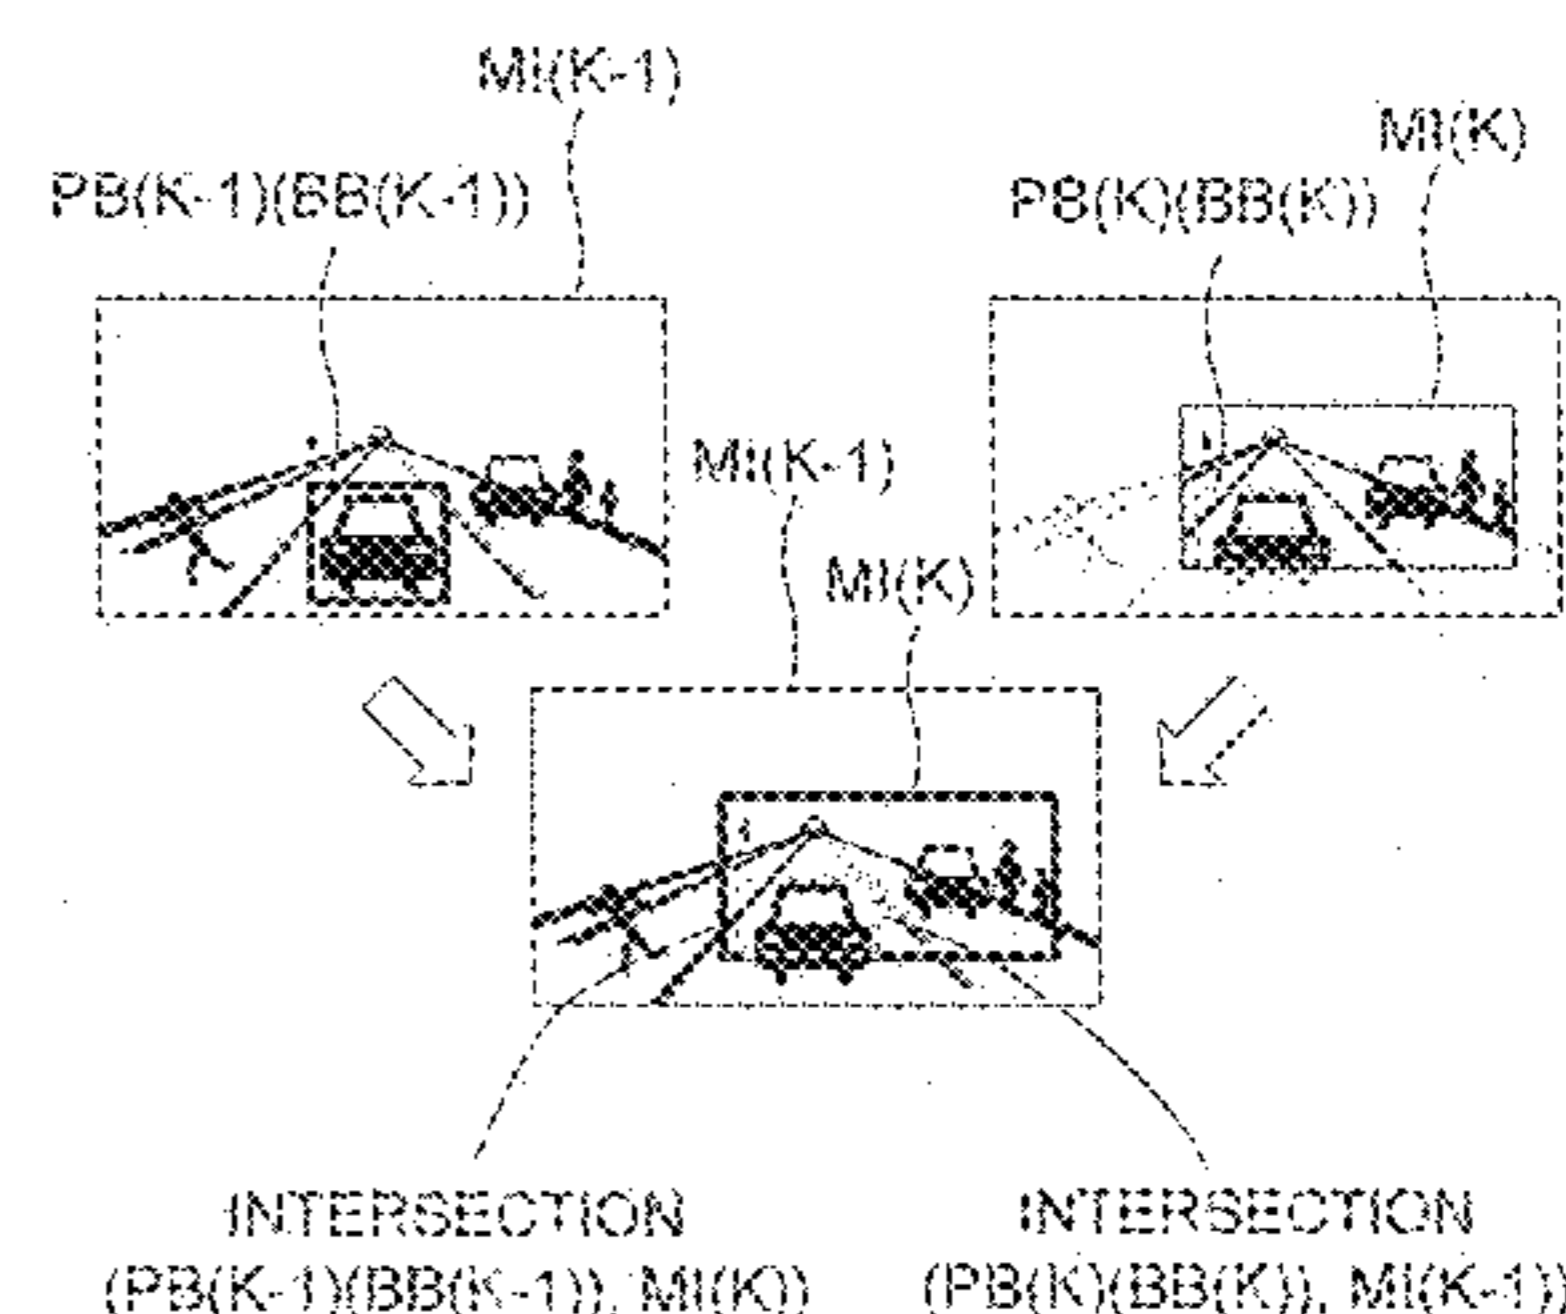 MI(K-1)
MI(K)
PB(K-1)(BB(K-1))
PB(K)(BB(K))
MI(K-1)
MI(K)
INTERSECTION
(PB(K-1)(BB(K-1)), MI(K))
INTERSECTION
(PB(K)(BB(K)), MI(K-1))